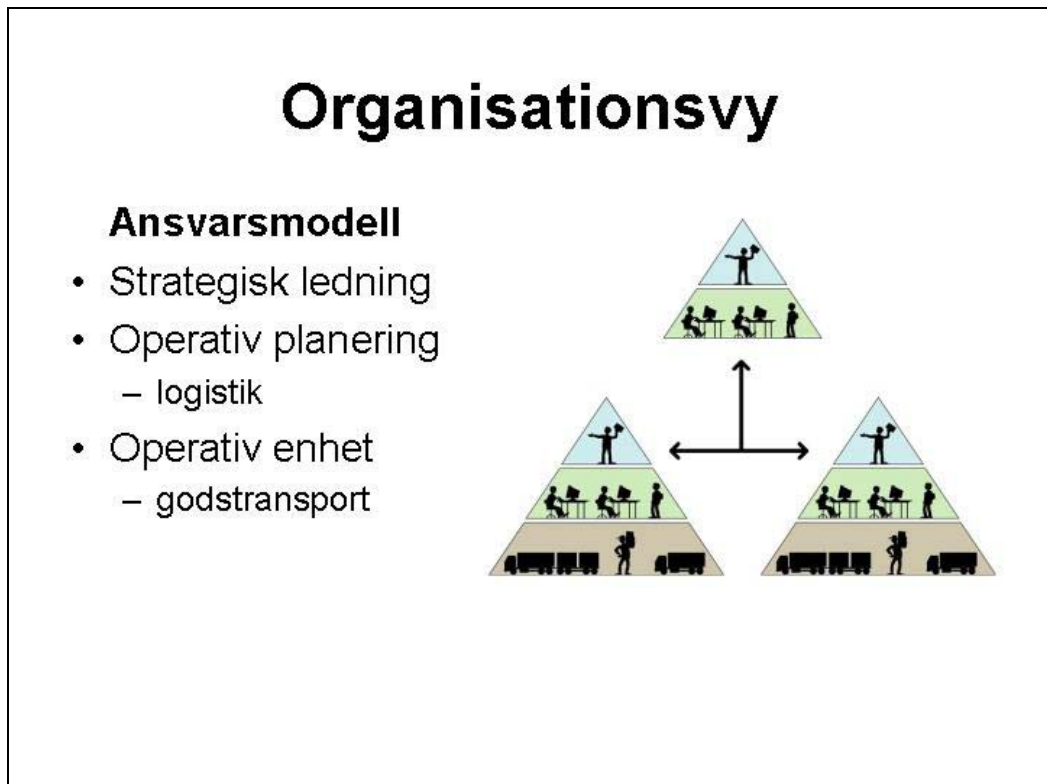 Organisationsvy
Ansvarsmodell
• Strategisk ledning
• Operativ planering
– logistik
• Operativ enhet
– godstransport